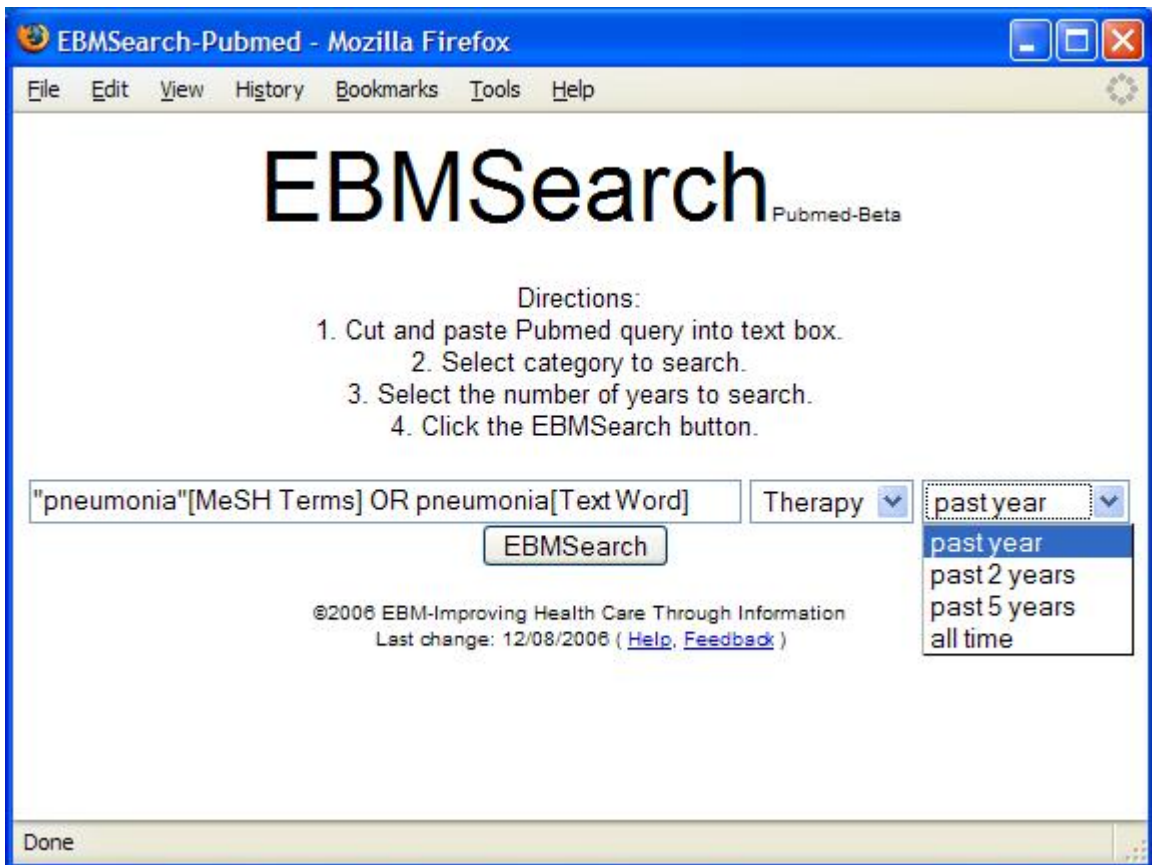 EBMSearch-Pubmed - Mozilla Firefox
File Edit View History Bookmarks Tools Help
EBMSearch Pubmed-Beta
Directions:
1. Cut and paste Pubmed query into text box.
2. Select category to search.
3. Select the number of years to search.
4. Click the EBMSearch button.
"pneumonia"[MeSH Terms] OR pneumonia[Text Word] Therapy past year
EBMSearch
past year
past 2 years
past 5 years
all time
©2006 EBM-Improving Health Care Through Information
Last change: 12/08/2006 ( Help, Feedback )
Done